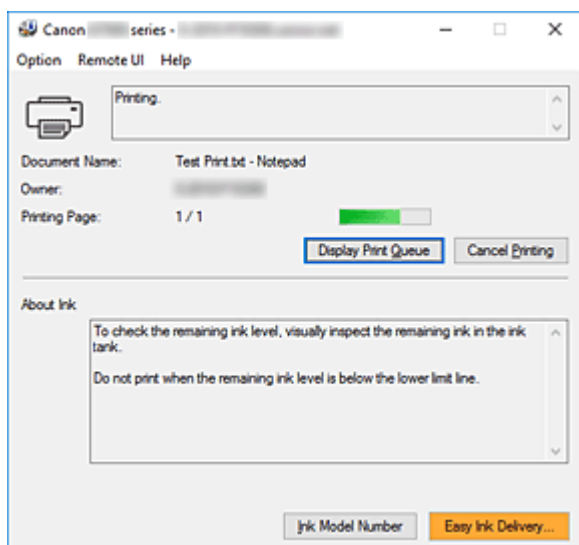 Canon series -
Option Remote UI Help
Printing.
Document Name: Test Print.txt - Notepad
Owner:
Printing Page: 1 / 1
Display Print Queue Cancel Printing
About Ink
To check the remaining ink level, visually inspect the remaining ink in the ink
tank.
Do not print when the remaining ink level is below the lower limit line.
Ink Model Number Easy Ink Delivery...